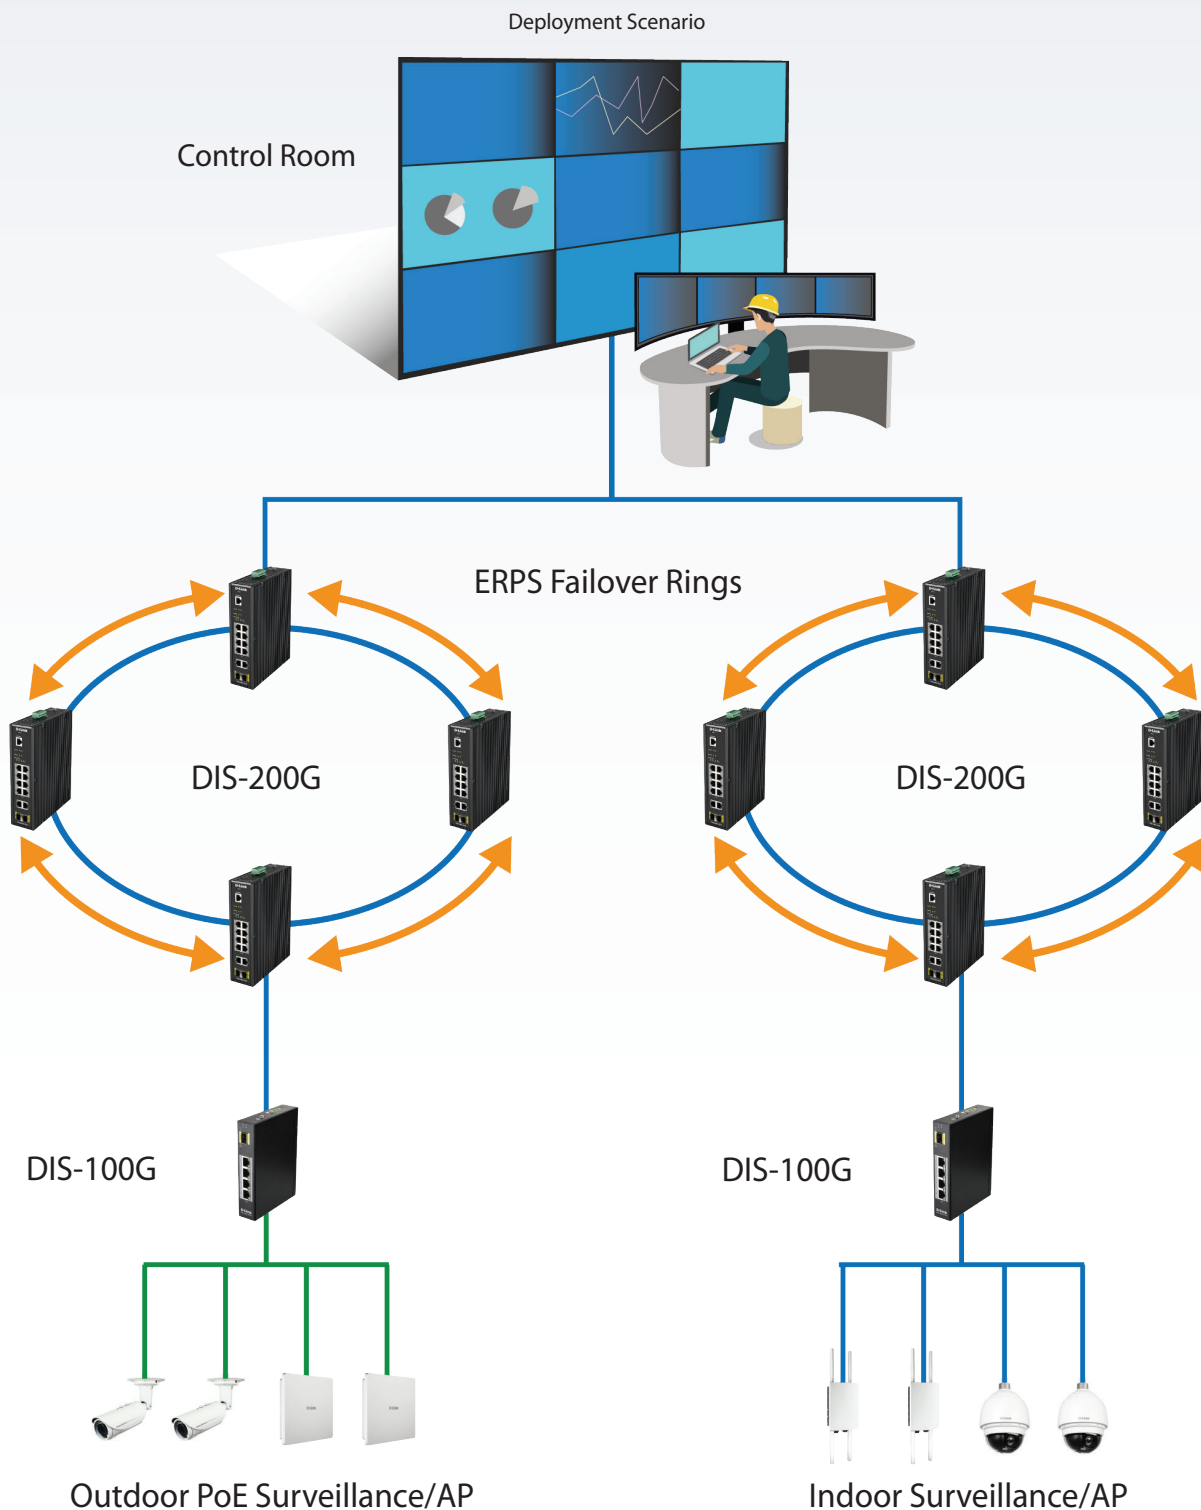 Deployment Scenario
Control Room
ERPS Failover Rings
DIS-200G
DIS-200G
DIS-100G
DIS-100G
Outdoor PoE Surveillance/AP
Indoor Surveillance/AP